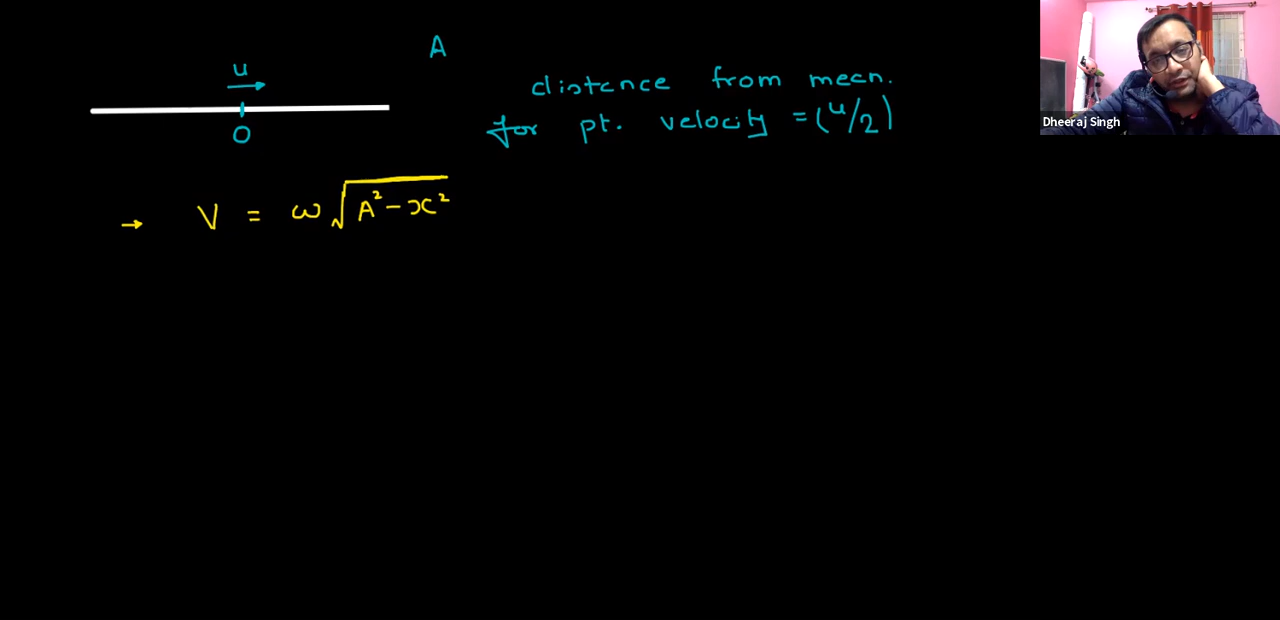 A
u
distance from mean.
O
for pt. velocity = (u/2)
→ V = ω√A²-x²
Dheeraj Singh